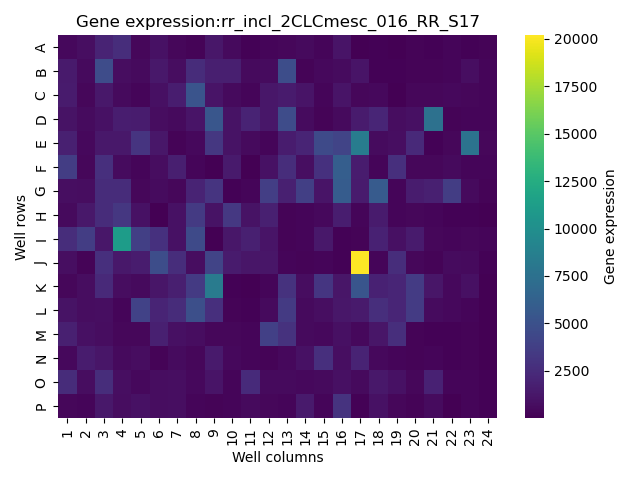 Gene expression:rr_incl_2CLCmesc_016_RR_S17
Well rows
A
B
C
D
E
F
G
H
I
J
K
L
M
N
O
P
1 2 3 4 5 6 7 8 9 10 11 12 13 14 15 16 17 18 19 20 21 22 23 24
Well columns
20000
17500
15000
12500
10000
7500
5000
2500
Gene expression